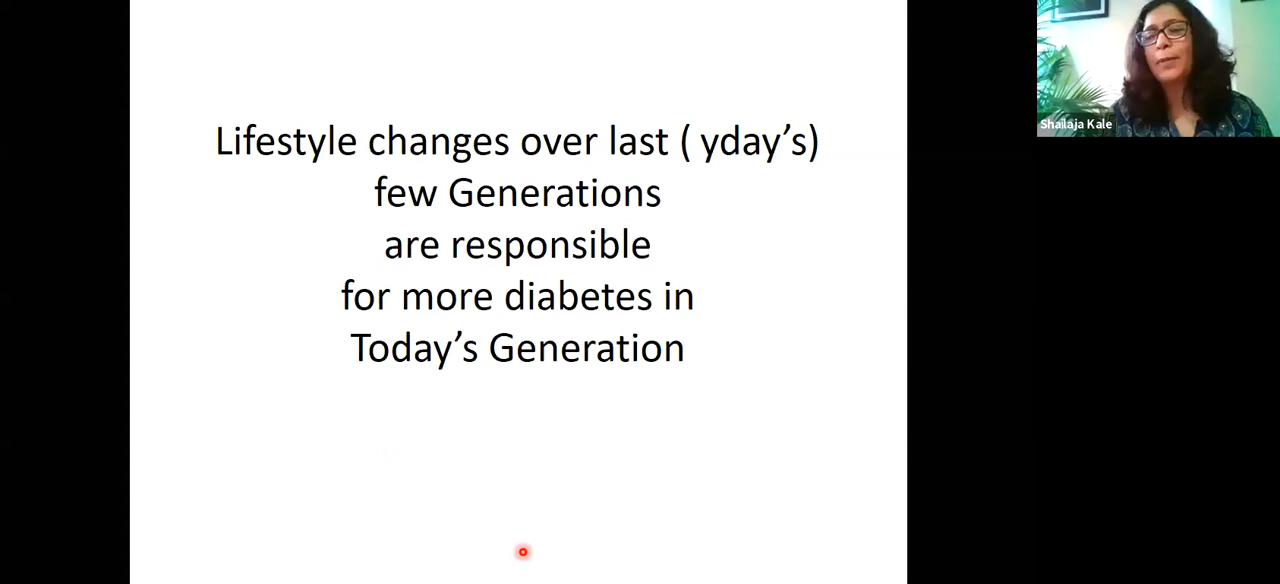 Lifestyle changes over last ( yday’s)
few Generations
are responsible
for more diabetes in
Today’s Generation
Shailaja Kale